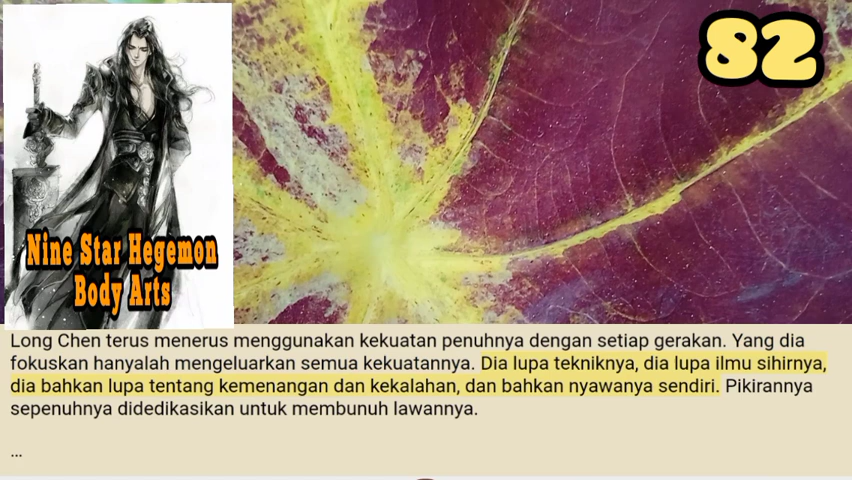 82
Nine Star Hegemon
Body Arts
Long Chen terus menerus menggunakan kekuatan penuhnya dengan setiap gerakan. Yang dia
fokuskan hanyalah mengeluarkan semua kekuatannya. Dia lupa tekniknya, dia lupa ilmu sihirnya,
dia bahkan lupa tentang kemenangan dan kekalahan, dan bahkan nyawanya sendiri. Pikirannya
sepenuhnya didedikasikan untuk membunuh lawannya.
...